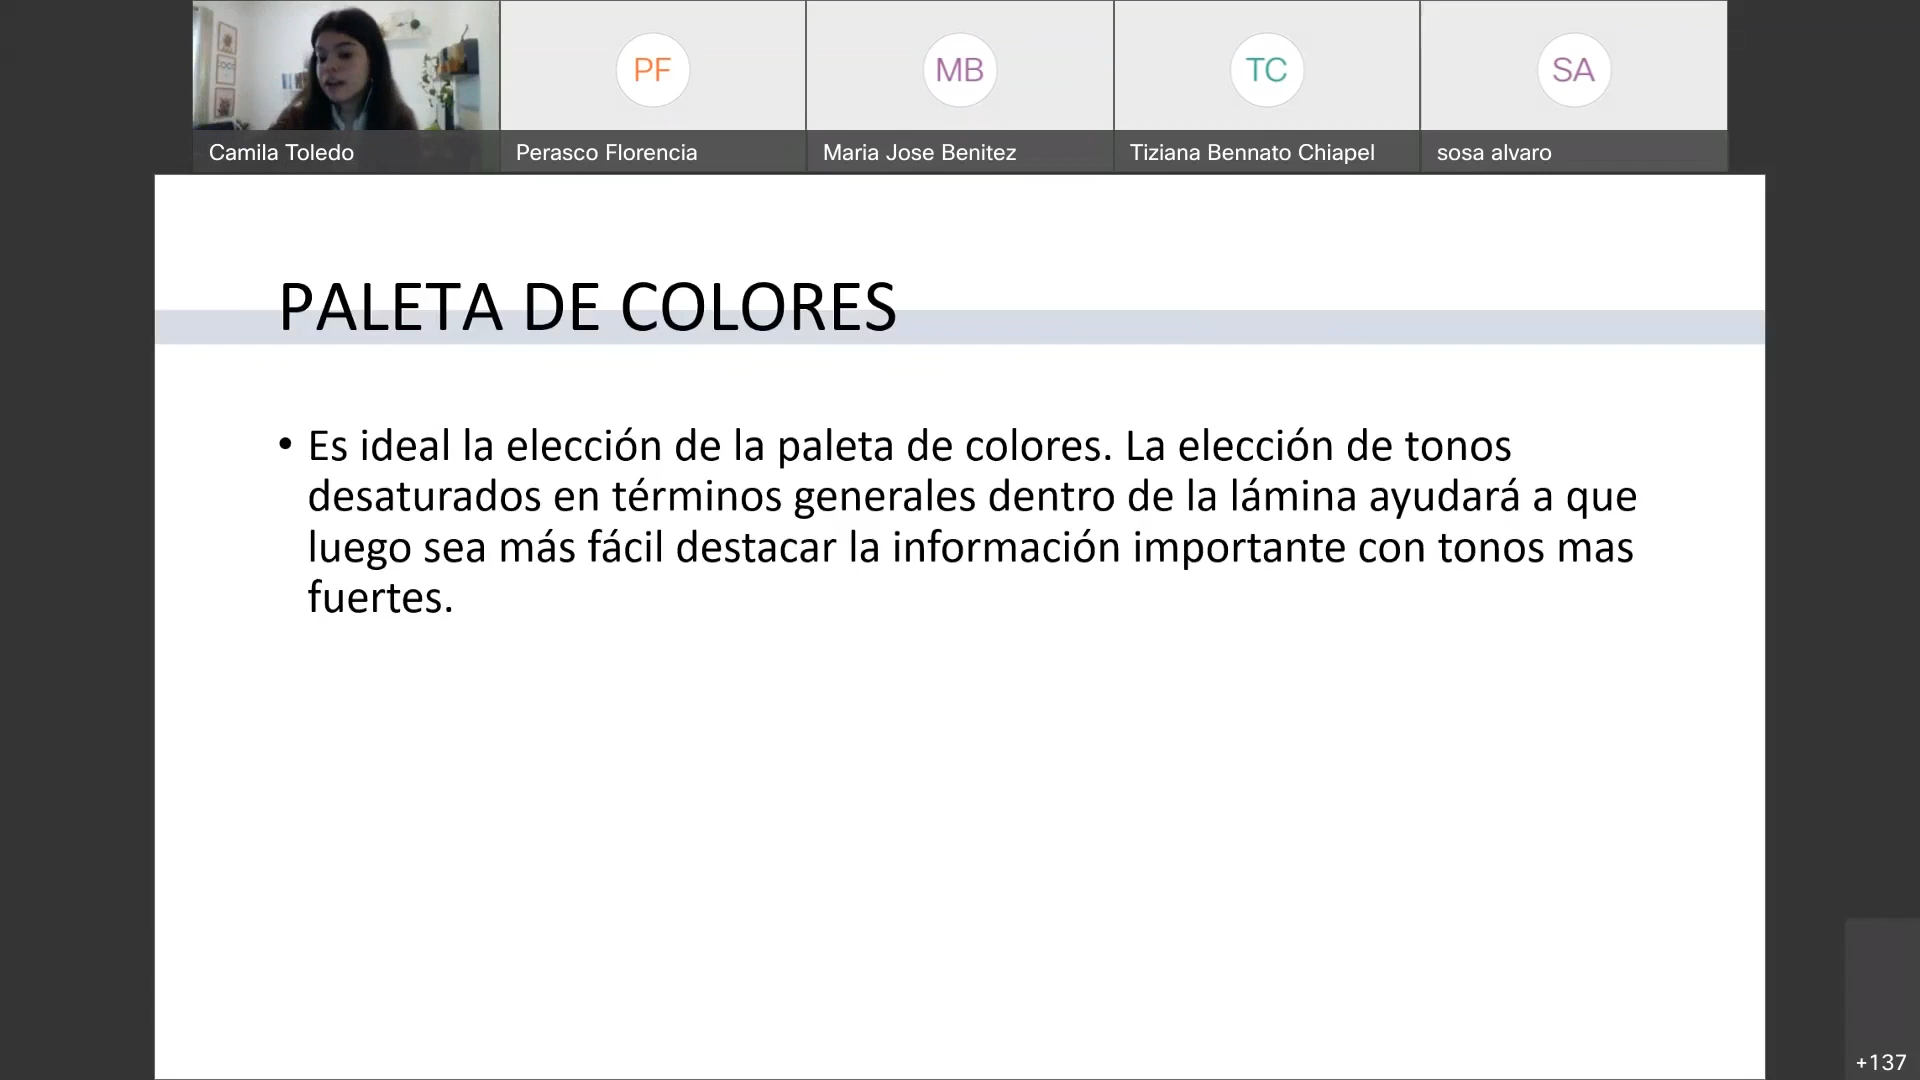 PF
MB
TC
SA
Camila Toledo
Perasco Florencia
Maria Jose Benitez
Tiziana Bennato Chiapel
sosa alvaro
PALETA DE COLORES
• Es ideal la elección de la paleta de colores. La elección de tonos
desaturados en términos generales dentro de la lámina ayudará a que
luego sea más fácil destacar la información importante con tonos mas
fuertes.
+137